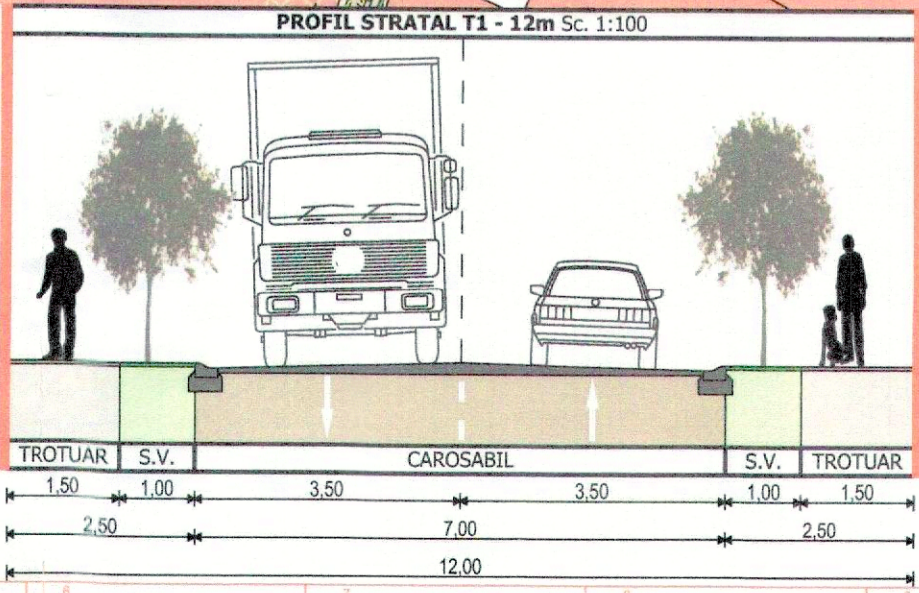 PROFIL STRATAL T1 - 12m Sc. 1:100
TROTUAR S.V. CAROSABIL S.V. TROTUAR
1,50 1,00 3,50 3,50 1,00 1,50
2,50 7,00 2,50
12,00